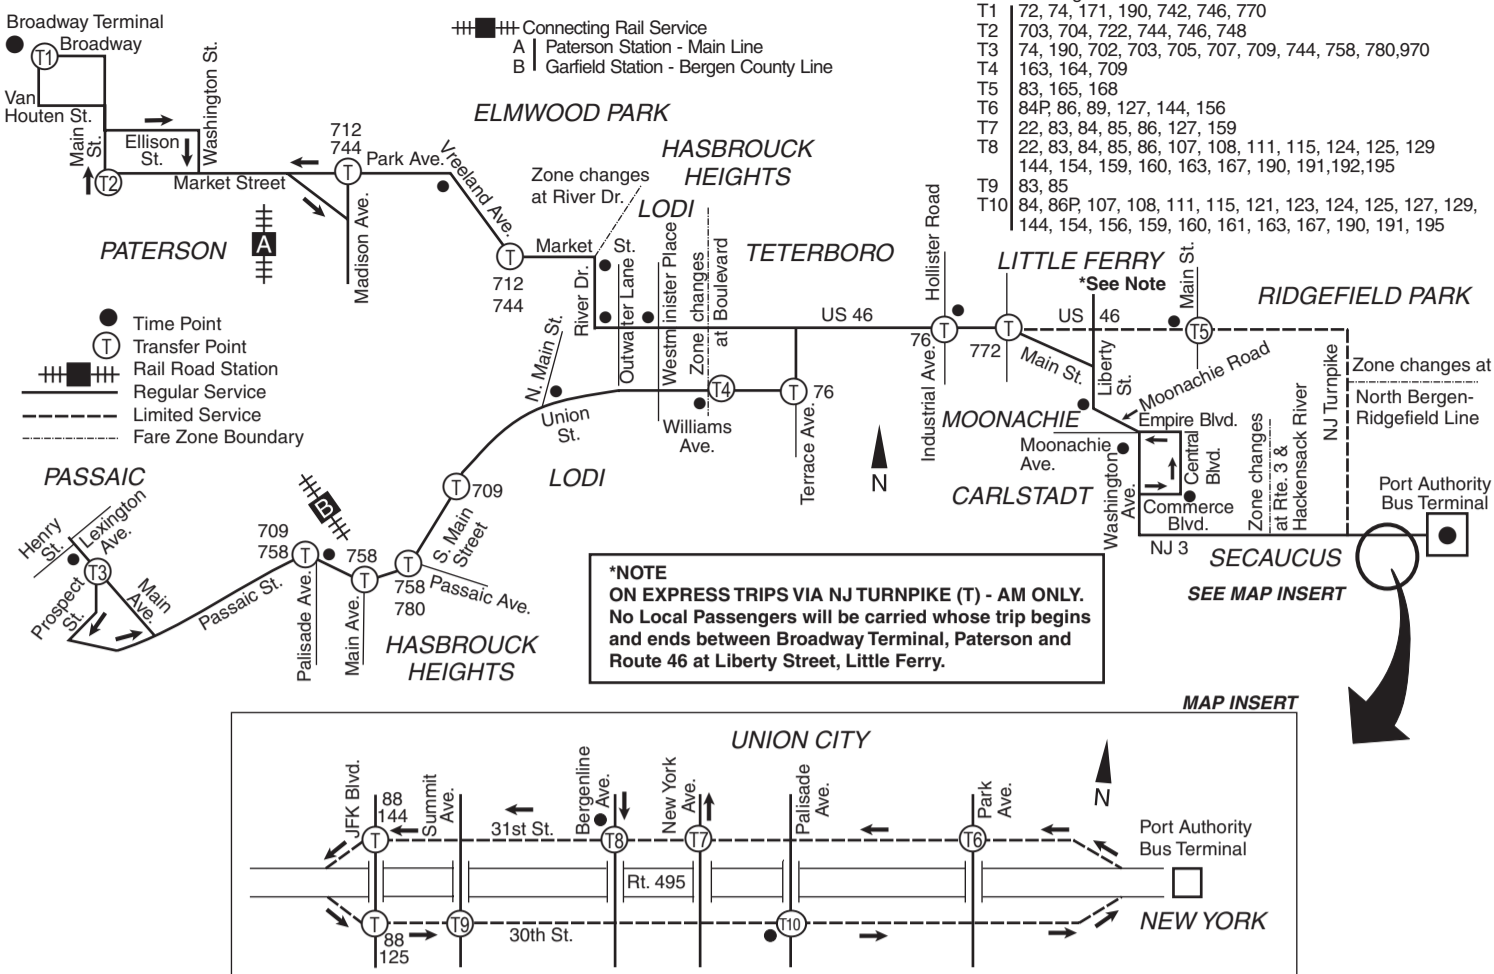 Broadway Terminal
Broadway
T1
Van
Houten St.
Main
St.
Ellison
St.
Washington St.
T2
Market Street
712
744
T
Park Ave.
Madison Ave.
Vreeland Ave.
PATERSON
A
Connecting Rail Service
A Paterson Station - Main Line
B Garfield Station - Bergen County Line
ELMWOOD PARK
HASBROUCK
HEIGHTS
Zone changes
at River Dr.
LODI
T
712
744
Market
St.
River Dr.
Outwater Lane
Westminister Place
Zone changes
at Boulevard
TETERBORO
T1 72, 74, 171, 190, 742, 746, 770
T2 703, 704, 722, 744, 746, 748
T3 74, 190, 702, 703, 705, 707, 709, 744, 758, 780,970
T4 163, 164, 709
T5 83, 165, 168
T6 84P, 86, 89, 127, 144, 156
T7 22, 83, 84, 85, 86, 127, 159
T8 22, 83, 84, 85, 86, 107, 108, 111, 115, 124, 125, 129
144, 154, 159, 160, 163, 167, 190, 191,192,195
T9 83, 85
T10 84, 86P, 107, 108, 111, 115, 121, 123, 124, 125, 127, 129,
144, 154, 156, 159, 160, 161, 163, 167, 190, 191, 195
Hollister Road
LITTLE FERRY
*See Note
Main St.
RIDGEFIELD PARK
US 46
T
76
Industrial Ave.
T
772
US 46
T5
Main St.
Liberty
St.
Moonachie Road
NJ Turnpike
Zone changes at
North Bergen-
Ridgefield Line
Time Point
T Transfer Point
Rail Road Station
Regular Service
Limited Service
Fare Zone Boundary
N. Main St.
Union
St.
T4
Williams
Ave.
T
76
Terrace Ave.
N
MOONACHIE
Moonachie
Ave.
Empire Blvd.
Central
Blvd.
CARLSTADT
Washington
Ave.
Commerce
Blvd.
Zone changes
at Rte. 3 &
Hackensack River
NJ 3
SECAUCUS
SEE MAP INSERT
Port Authority
Bus Terminal
PASSAIC
Henry
St.
Lexington
Ave.
T3
Prospect
St.
Main
Ave.
Passaic St.
709
758
T
Palisade Ave.
B
758
T
Main Ave.
T
758
780
Passaic Ave.
S. Main
Street
T
709
LODI
HASBROUCK
HEIGHTS
*NOTE
ON EXPRESS TRIPS VIA NJ TURNPIKE (T) - AM ONLY.
No Local Passengers will be carried whose trip begins
and ends between Broadway Terminal, Paterson and
Route 46 at Liberty Street, Little Ferry.
MAP INSERT
UNION CITY
JFK Blvd.
88
144
T
Summit
Ave.
31st St.
Bergenline
Ave.
T8
New York
Ave.
T7
Palisade
Ave.
Park
Ave.
T6
N
Port Authority
Bus Terminal
Rt. 495
T
88
125
T9
30th St.
T10
NEW YORK